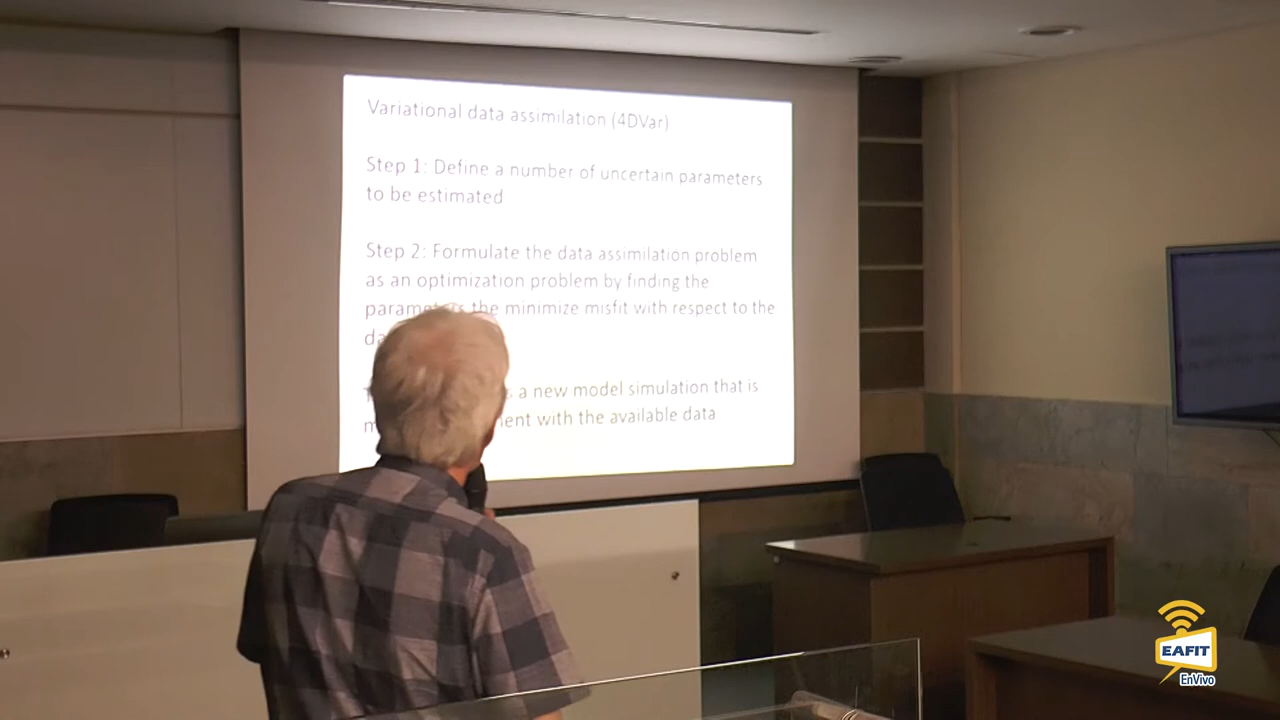 Variational data assimilation (4DVar)
Step 1: Define a number of uncertain parameters
to be estimated
Step 2: Formulate the data assimilation problem
as an optimization problem by finding the
parameters the minimize misfit with respect to the
a new model simulation that is
with the available data
EAFIT
EnVivo